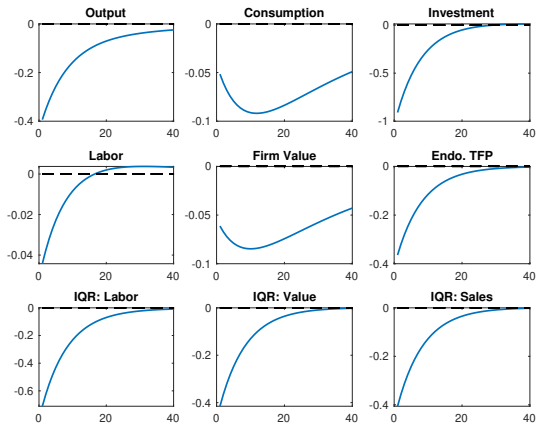 Output Consumption Investment
0 0 0
-0.2 -0.05 -0.5
-0.4 -0.1 -1
0 20 40 0 20 40 0 20 40
Labor Firm Value Endo. TFP
0 0 0
-0.02 -0.05 -0.2
-0.04 -0.1 -0.4
0 20 40 0 20 40 0 20 40
IQR: Labor IQR: Value IQR: Sales
0 0 0
-0.2 -0.2 -0.2
-0.4 -0.4 -0.4
-0.6
0 20 40 0 20 40 0 20 40